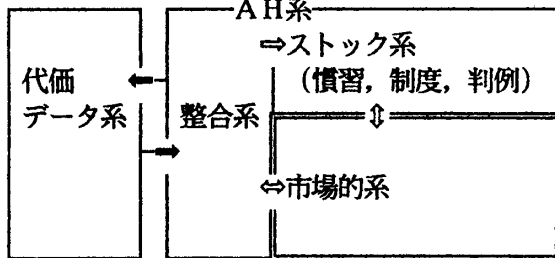 AH系
⇒ストック系
代価 ⬅ (慣習,制度,判例)
データ系 整合系 ⇕
➡ ⇔市場的系